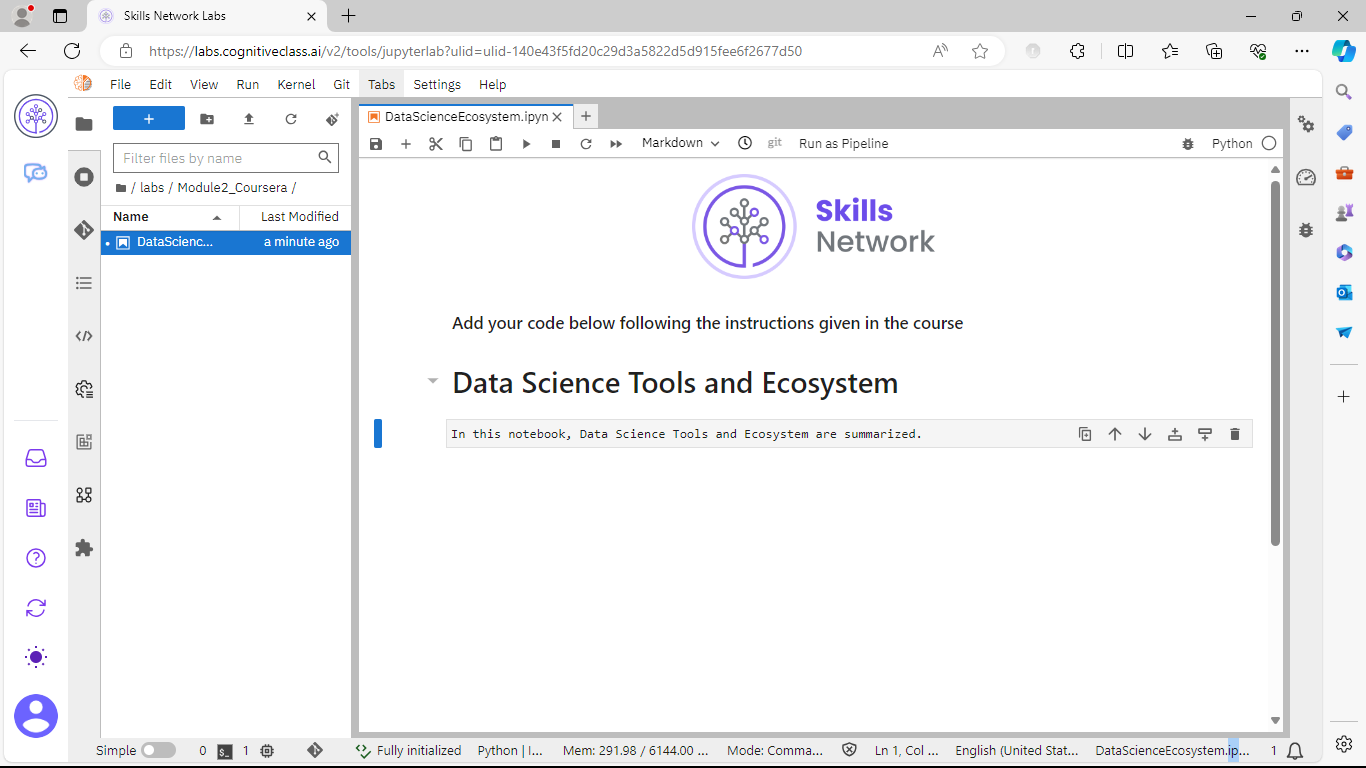 Skills Network Labs
https://labs.cognitiveclass.ai/v2/tools/jupyterlab?ulid=ulid-140e43f5fd20c29d3a5822d5d915fee6f2677d50
File Edit View Run Kernel Git Tabs Settings Help
DataScienceEcosystem.ipyn
Markdown git Run as Pipeline Python
Filter files by name
/ labs / Module2_Coursera /
Name Last Modified
DataScienc... a minute ago
Skills
Network
Add your code below following the instructions given in the course
Data Science Tools and Ecosystem
In this notebook, Data Science Tools and Ecosystem are summarized.
Simple 0 1 Fully initialized Python | I... Mem: 291.98 / 6144.00 ... Mode: Comma... Ln 1, Col ... English (United Stat... DataScienceEcosystem.ip... 1